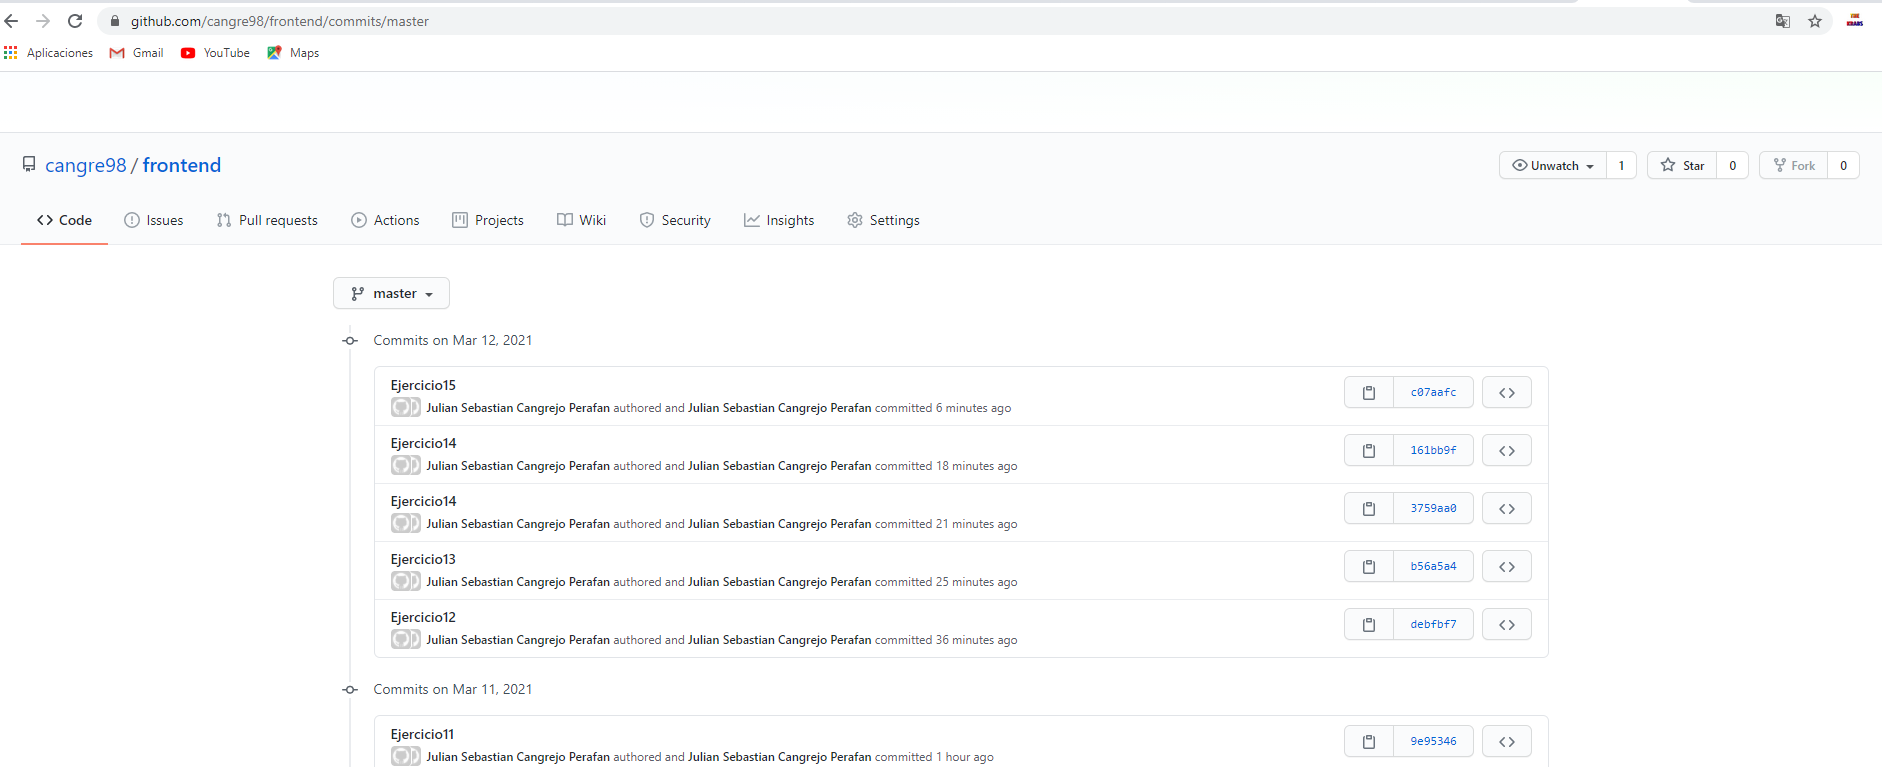 github.com/cangre98/frontend/commits/master
Aplicaciones Gmail YouTube Maps
cangre98 / frontend Unwatch 1 Star 0 Fork 0
Code Issues Pull requests Actions Projects Wiki Security Insights Settings
master
Commits on Mar 12, 2021
Ejercicio15
Julian Sebastian Cangrejo Perafan authored and Julian Sebastian Cangrejo Perafan committed 6 minutes ago c07aafc
Ejercicio14
Julian Sebastian Cangrejo Perafan authored and Julian Sebastian Cangrejo Perafan committed 18 minutes ago 161bb9f
Ejercicio14
Julian Sebastian Cangrejo Perafan authored and Julian Sebastian Cangrejo Perafan committed 21 minutes ago 3759aa0
Ejercicio13
Julian Sebastian Cangrejo Perafan authored and Julian Sebastian Cangrejo Perafan committed 25 minutes ago b56a5a4
Ejercicio12
Julian Sebastian Cangrejo Perafan authored and Julian Sebastian Cangrejo Perafan committed 36 minutes ago debfbf7
Commits on Mar 11, 2021
Ejercicio11
Julian Sebastian Cangrejo Perafan authored and Julian Sebastian Cangrejo Perafan committed 1 hour ago 9e95346